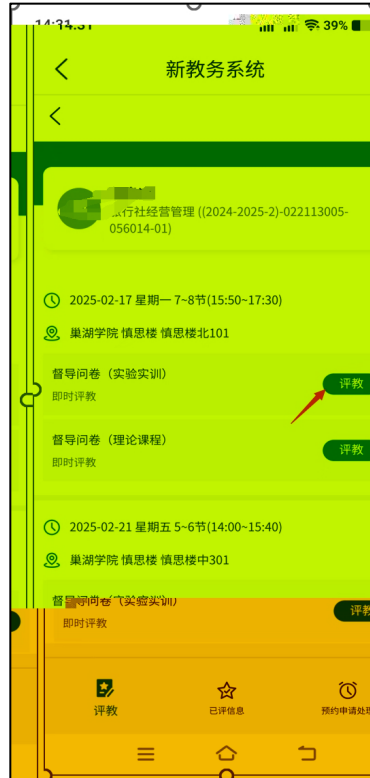 14:31
14:31
39%
新教务系统
旅行社经营管理 ((2024-2025-2)-022113005-
056014-01)
2025-02-17 星期一 7~8节(15:50~17:30)
巢湖学院 慎思楼 慎思楼北101
督导问卷（实验实训）
即时评教
评教
督导问卷（理论课程）
即时评教
评教
2025-02-21 星期五 5~6节(14:00~15:40)
巢湖学院 慎思楼 慎思楼中301
督导问卷（实验实训）
即时评教
评教
评教
已评信息
预约申请处理